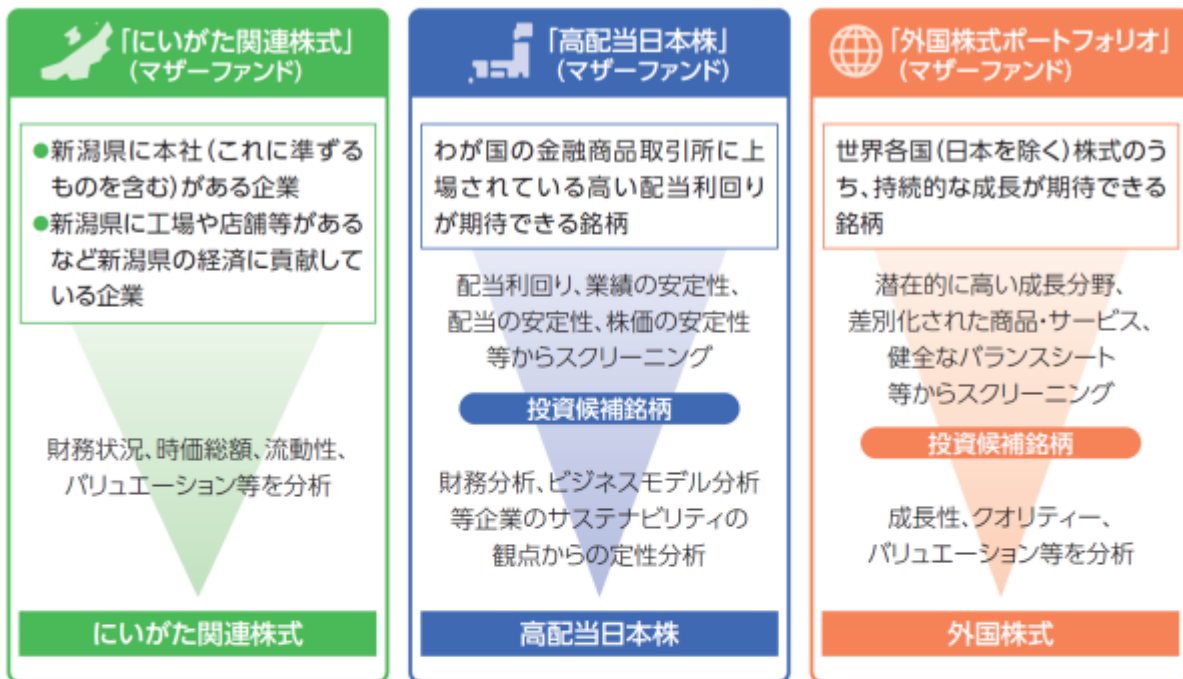 「にいがた関連株式」
(マザーファンド)
●新潟県に本社(これに準ずる
ものを含む)がある企業
●新潟県に工場や店舗等がある
など新潟県の経済に貢献して
いる企業
財務状況、時価総額、流動性、
バリュエーション等を分析
にいがた関連株式
「高配当日本株」
(マザーファンド)
わが国の金融商品取引所に上
場されている高い配当利回り
が期待できる銘柄
配当利回り、業績の安定性、
配当の安定性、株価の安定性
等からスクリーニング
投資候補銘柄
財務分析、ビジネスモデル分析
等企業のサステナビリティの
観点からの定性分析
高配当日本株
「外国株式ポートフォリオ」
(マザーファンド)
世界各国(日本を除く)株式のう
ち、持続的な成長が期待できる
銘柄
潜在的に高い成長分野、
差別化された商品・サービス、
健全なバランスシート
等からスクリーニング
投資候補銘柄
成長性、クオリティー、
バリュエーション等を分析
外国株式